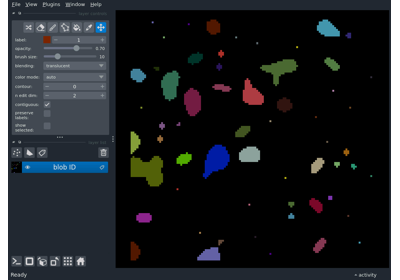 File View Plugins Window Help
label: 1
opacity: 0.70
brush size: 10
blending: translucent
color mode: auto
contour: 0
n edit dim: 2
contiguous:
preserve
labels:
show
selected:
blob ID
Ready
activity